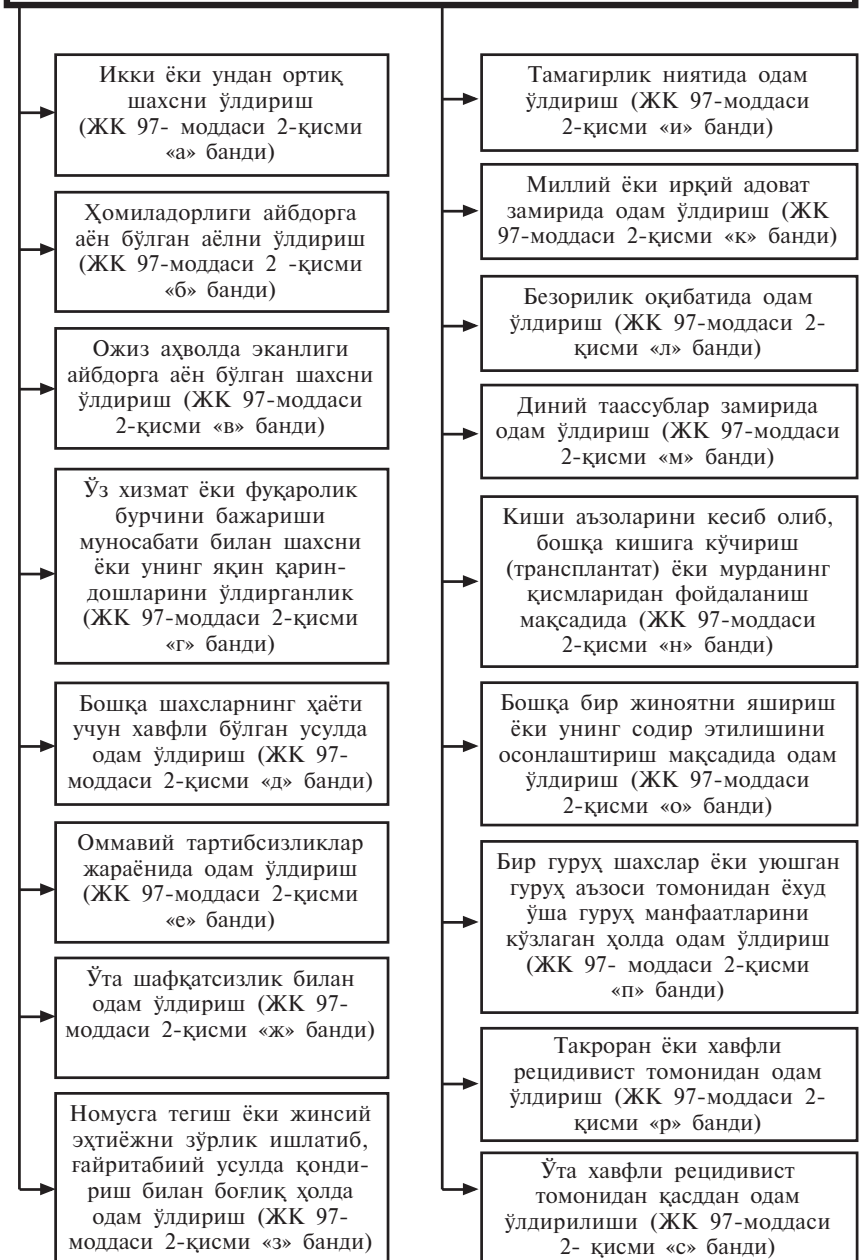 Икки ёки ундан ортиқ
шахсни ўлдириш
(ЖК 97- моддаси 2-қисми
«а» банди)
Ҳомиладорлиги айбдорга
аён бўлган аёлни ўлдириш
(ЖК 97-моддаси 2 -қисми
«б» банди)
Ожиз аҳволда эканлиги
айбдорга аён бўлган шахсни
ўлдириш (ЖК 97-моддаси
2-қисми «в» банди)
Ўз хизмат ёки фуқаролик
бурчини бажариши
муносабати билан шахсни
ёки унинг яқин қарин-
дошларини ўлдирганлик
(ЖК 97-моддаси 2-қисми
«г» банди)
Бошқа шахсларнинг ҳаёти
учун хавфли бўлган усулда
одам ўлдириш (ЖК 97-
моддаси 2-қисми «д» банди)
Оммавий тартибсизликлар
жараёнида одам ўлдириш
(ЖК 97-моддаси 2-қисми
«е» банди)
Ўта шафқатсизлик билан
одам ўлдириш (ЖК 97-
моддаси 2-қисми «ж» банди)
Номусга тегиш ёки жинсий
эҳтиёжни зўрлик ишлатиб,
ғайритабиий усулда қонди-
риш билан боғлиқ ҳолда
одам ўлдириш (ЖК 97-
моддаси 2-қисми «з» банди)
Тамагирлик ниятида одам
ўлдириш (ЖК 97-моддаси
2-қисми «и» банди)
Миллий ёки ирқий адоват
замирида одам ўлдириш (ЖК
97-моддаси 2-қисми «к» банди)
Безорилик оқибатида одам
ўлдириш (ЖК 97-моддаси 2-
қисми «л» банди)
Диний таассублар замирида
одам ўлдириш (ЖК 97-моддаси
2-қисми «м» банди)
Киши аъзоларини кесиб олиб,
бошқа кишига кўчириш
(трансплантат) ёки мурданинг
қисмларидан фойдаланиш
мақсадида (ЖК 97-моддаси
2-қисми «н» банди)
Бошқа бир жиноятни яшириш
ёки унинг содир этилишини
осонлаштириш мақсадида одам
ўлдириш (ЖК 97-моддаси
2-қисми «о» банди)
Бир гуруҳ шахслар ёки уюшган
гуруҳ аъзоси томонидан ёхуд
ўша гуруҳ манфаатларини
кўзлаган ҳолда одам ўлдириш
(ЖК 97- моддаси 2-қисми
«п» банди)
Такроран ёки хавфли
рецидивист томонидан одам
ўлдириш (ЖК 97-моддаси 2-
қисми «р» банди)
Ўта хавфли рецидивист
томонидан қасддан одам
ўлдирилиши (ЖК 97-моддаси
2- қисми «с» банди)